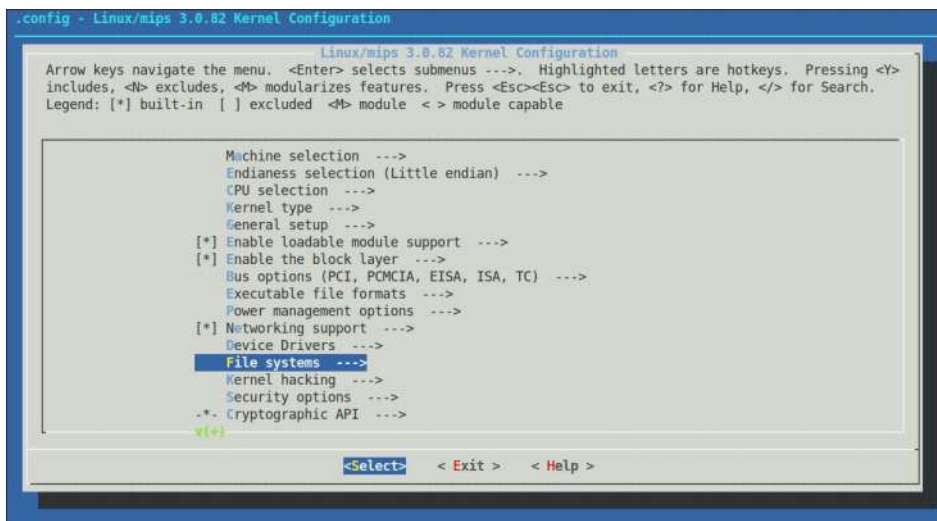 .config - Linux/mips 3.0.82 Kernel Configuration
Linux/mips 3.0.82 Kernel Configuration
Arrow keys navigate the menu.  <Enter> selects submenus --->.  Highlighted letters are hotkeys.  Pressing <Y>
includes, <N> excludes, <M> modularizes features.  Press <Esc><Esc> to exit, <?> for Help, </> for Search.
Legend: [*] built-in  [ ] excluded  <M> module  < > module capable
Machine selection  --->
Endianess selection (Little endian)  --->
CPU selection  --->
Kernel type  --->
General setup  --->
[*] Enable loadable module support  --->
[*] Enable the block layer  --->
Bus options (PCI, PCMCIA, EISA, ISA, TC)  --->
Executable file formats  --->
Power management options  --->
[*] Networking support  --->
Device Drivers  --->
File systems  --->
Kernel hacking  --->
Security options  --->
-*- Cryptographic API  --->
v(+)
<Select>    < Exit >    < Help >